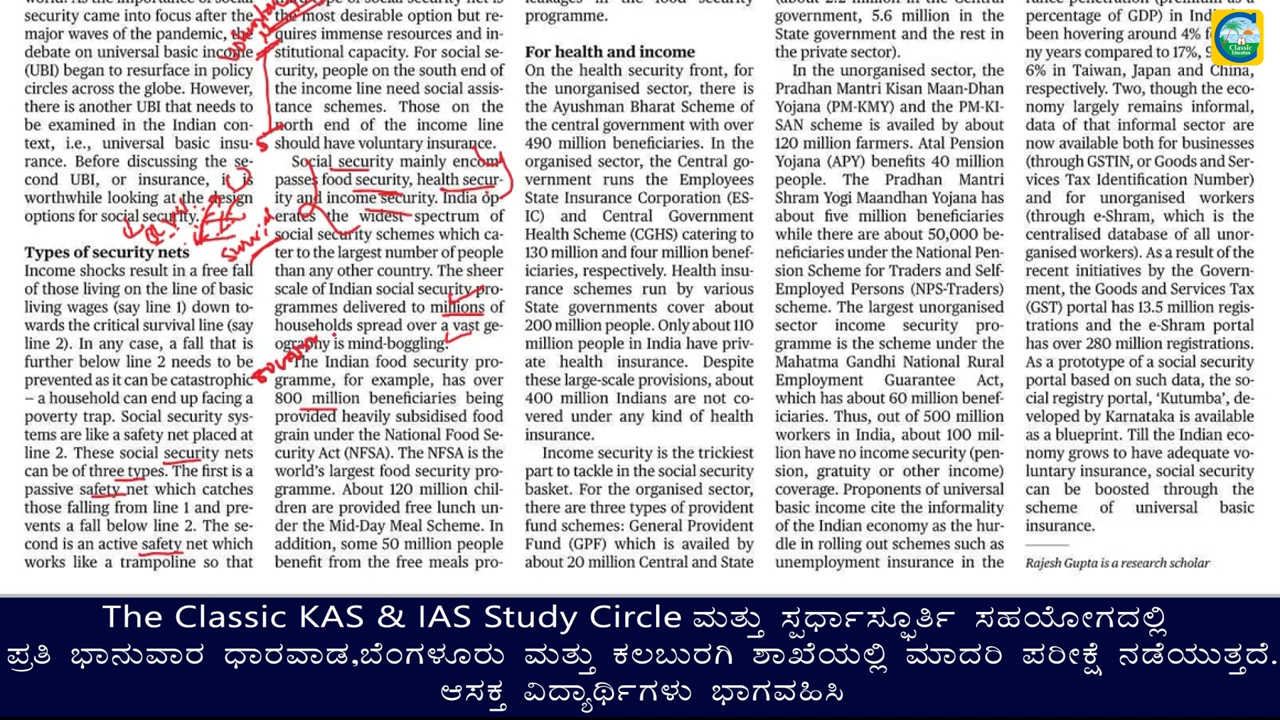 world. As the importance of social
security came into focus after the
major waves of the pandemic, the
debate on universal basic income
(UBI) began to resurface in policy
circles across the globe. However,
there is another UBI that needs to
be examined in the Indian con-
text, i.e., universal basic insu-
rance. Before discussing the se-
cond UBI, or insurance, it is
worthwhile looking at the design
options for social security.
Types of security nets
Income shocks result in a free fall
of those living on the line of basic
living wages (say line 1) down to-
wards the critical survival line (say
line 2). In any case, a fall that is
further below line 2 needs to be
prevented as it can be catastrophic
– a household can end up facing a
poverty trap. Social security sys-
tems are like a safety net placed at
line 2. These social security nets
can be of three types. The first is a
passive safety net which catches
those falling from line 1 and pre-
vents a fall below line 2. The se-
cond is an active safety net which
works like a trampoline so that
the most desirable option but re-
quires immense resources and in-
stitutional capacity. For social se-
curity, people on the south end of
the income line need social assis-
tance schemes. Those on the
north end of the income line
should have voluntary insurance.
Social security mainly encom-
passes food security, health secur-
ity and income security. India op-
erates the widest spectrum of
social security schemes which ca-
ter to the largest number of people
than any other country. The sheer
scale of Indian social security pro-
grammes delivered to millions of
households spread over a vast ge-
ography is mind-boggling.
The Indian food security pro-
gramme, for example, has over
800 million beneficiaries being
provided heavily subsidised food
grain under the National Food Se-
curity Act (NFSA). The NFSA is the
world's largest food security pro-
gramme. About 120 million chil-
dren are provided free lunch un-
der the Mid-Day Meal Scheme. In
addition, some 50 million people
benefit from the free meals pro-
leakages in the food security
programme.
For health and income
On the health security front, for
the unorganised sector, there is
the Ayushman Bharat Scheme of
the central government with over
490 million beneficiaries. In the
organised sector, the Central go-
vernment runs the Employees
State Insurance Corporation (ES-
IC) and Central Government
Health Scheme (CGHS) catering to
130 million and four million benef-
iciaries, respectively. Health insu-
rance schemes run by various
State governments cover about
200 million people. Only about 110
million people in India have priv-
ate health insurance. Despite
these large-scale provisions, about
400 million Indians are not co-
vered under any kind of health
insurance.
Income security is the trickiest
part to tackle in the social security
basket. For the organised sector,
there are three types of provident
fund schemes: General Provident
Fund (GPF) which is availed by
about 20 million Central and State
(about 2.2 million in the Central
government, 5.6 million in the
State government and the rest in
the private sector).
In the unorganised sector, the
Pradhan Mantri Kisan Maan-Dhan
Yojana (PM-KMY) and the PM-KI-
SAN scheme is availed by about
120 million farmers. Atal Pension
Yojana (APY) benefits 40 million
people. The Pradhan Mantri
Shram Yogi Maandhan Yojana has
about five million beneficiaries
while there are about 50,000 be-
neficiaries under the National Pen-
sion Scheme for Traders and Self-
Employed Persons (NPS-Traders)
scheme. The largest unorganised
sector income security pro-
gramme is the scheme under the
Mahatma Gandhi National Rural
Employment Guarantee Act,
which has about 60 million benef-
iciaries. Thus, out of 500 million
workers in India, about 100 mil-
lion have no income security (pen-
sion, gratuity or other income)
coverage. Proponents of universal
basic income cite the informality
of the Indian economy as the hur-
dle in rolling out schemes such as
unemployment insurance in the
percentage of GDP) in
been hovering around 4%
ny years compared to 17%,
6% in Taiwan, Japan and China,
respectively. Two, though the eco-
nomy largely remains informal,
data of that informal sector are
now available both for businesses
(through GSTIN, or Goods and Ser-
vices Tax Identification Number)
and for unorganised workers
(through e-Shram, which is the
centralised database of all unor-
ganised workers). As a result of the
recent initiatives by the Govern-
ment, the Goods and Services Tax
(GST) portal has 13.5 million regis-
trations and the e-Shram portal
has over 280 million registrations.
As a prototype of a social security
portal based on such data, the so-
cial registry portal, 'Kutumba', de-
veloped by Karnataka is available
as a blueprint. Till the Indian eco-
nomy grows to have adequate vo-
luntary insurance, social security
can be boosted through the
scheme of universal basic
insurance.
Rajesh Gupta is a research scholar
Classic
Education
The Classic KAS & IAS Study Circle ಮತ್ತು ಸ್ಪರ್ಧಾಸ್ಫೂರ್ತಿ ಸಹಯೋಗದಲ್ಲಿ
ಪ್ರತಿ ಭಾನುವಾರ ಧಾರವಾಡ,ಬೆಂಗಳೂರು ಮತ್ತು ಕಲಬುರಗಿ ಶಾಖೆಯಲ್ಲಿ ಮಾದರಿ ಪರೀಕ್ಷೆ ನಡೆಯುತ್ತದೆ.
ಆಸಕ್ತ ವಿದ್ಯಾರ್ಥಿಗಳು ಭಾಗವಹಿಸಿ